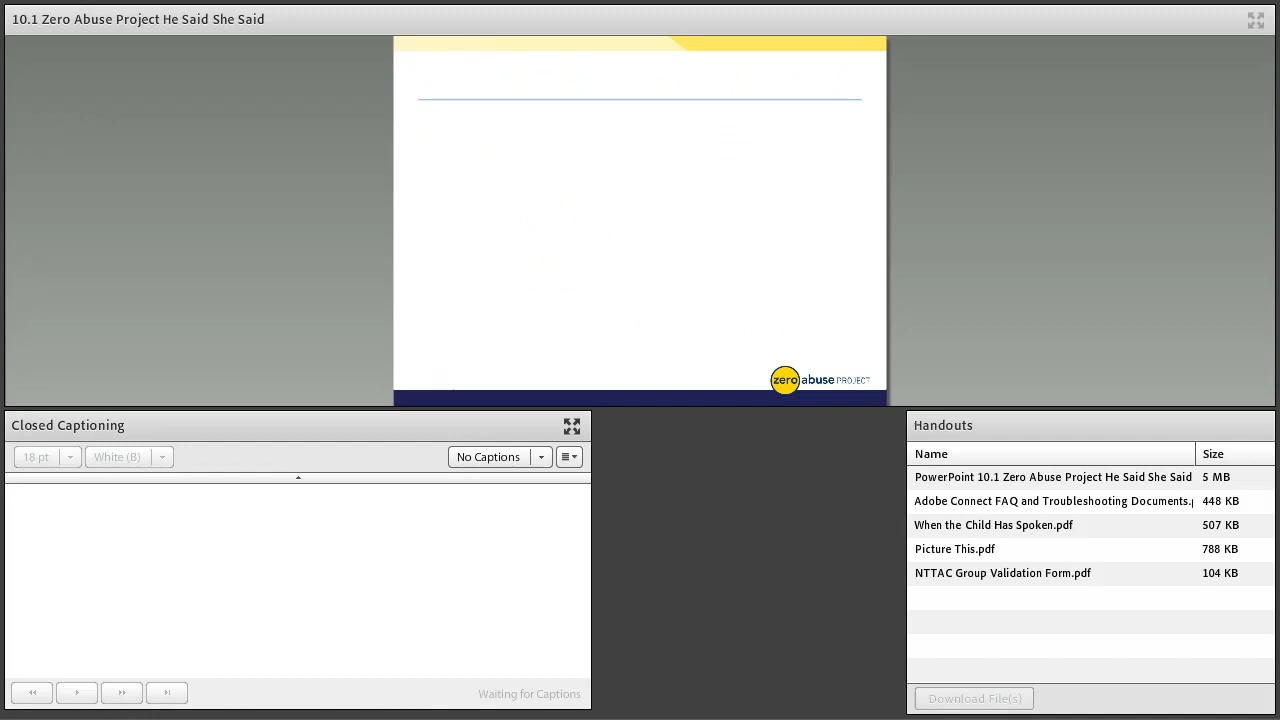 10.1 Zero Abuse Project He Said She Said
zero abuse PROJECT
Closed Captioning
18 pt
White (B)
No Captions
Waiting for Captions
Handouts
Name
Size
PowerPoint 10.1 Zero Abuse Project He Said She Said
5 MB
Adobe Connect FAQ and Troubleshooting Documents.p
448 KB
When the Child Has Spoken.pdf
507 KB
Picture This.pdf
788 KB
NTTAC Group Validation Form.pdf
104 KB
Download File(s)